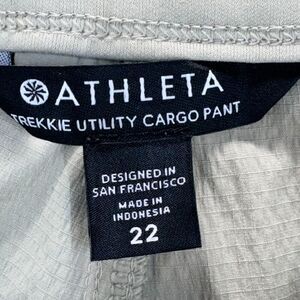 ATHLETA
TREKKIE UTILITY CARGO PANT
DESIGNED IN
SAN FRANCISCO
MADE IN
INDONESIA
22